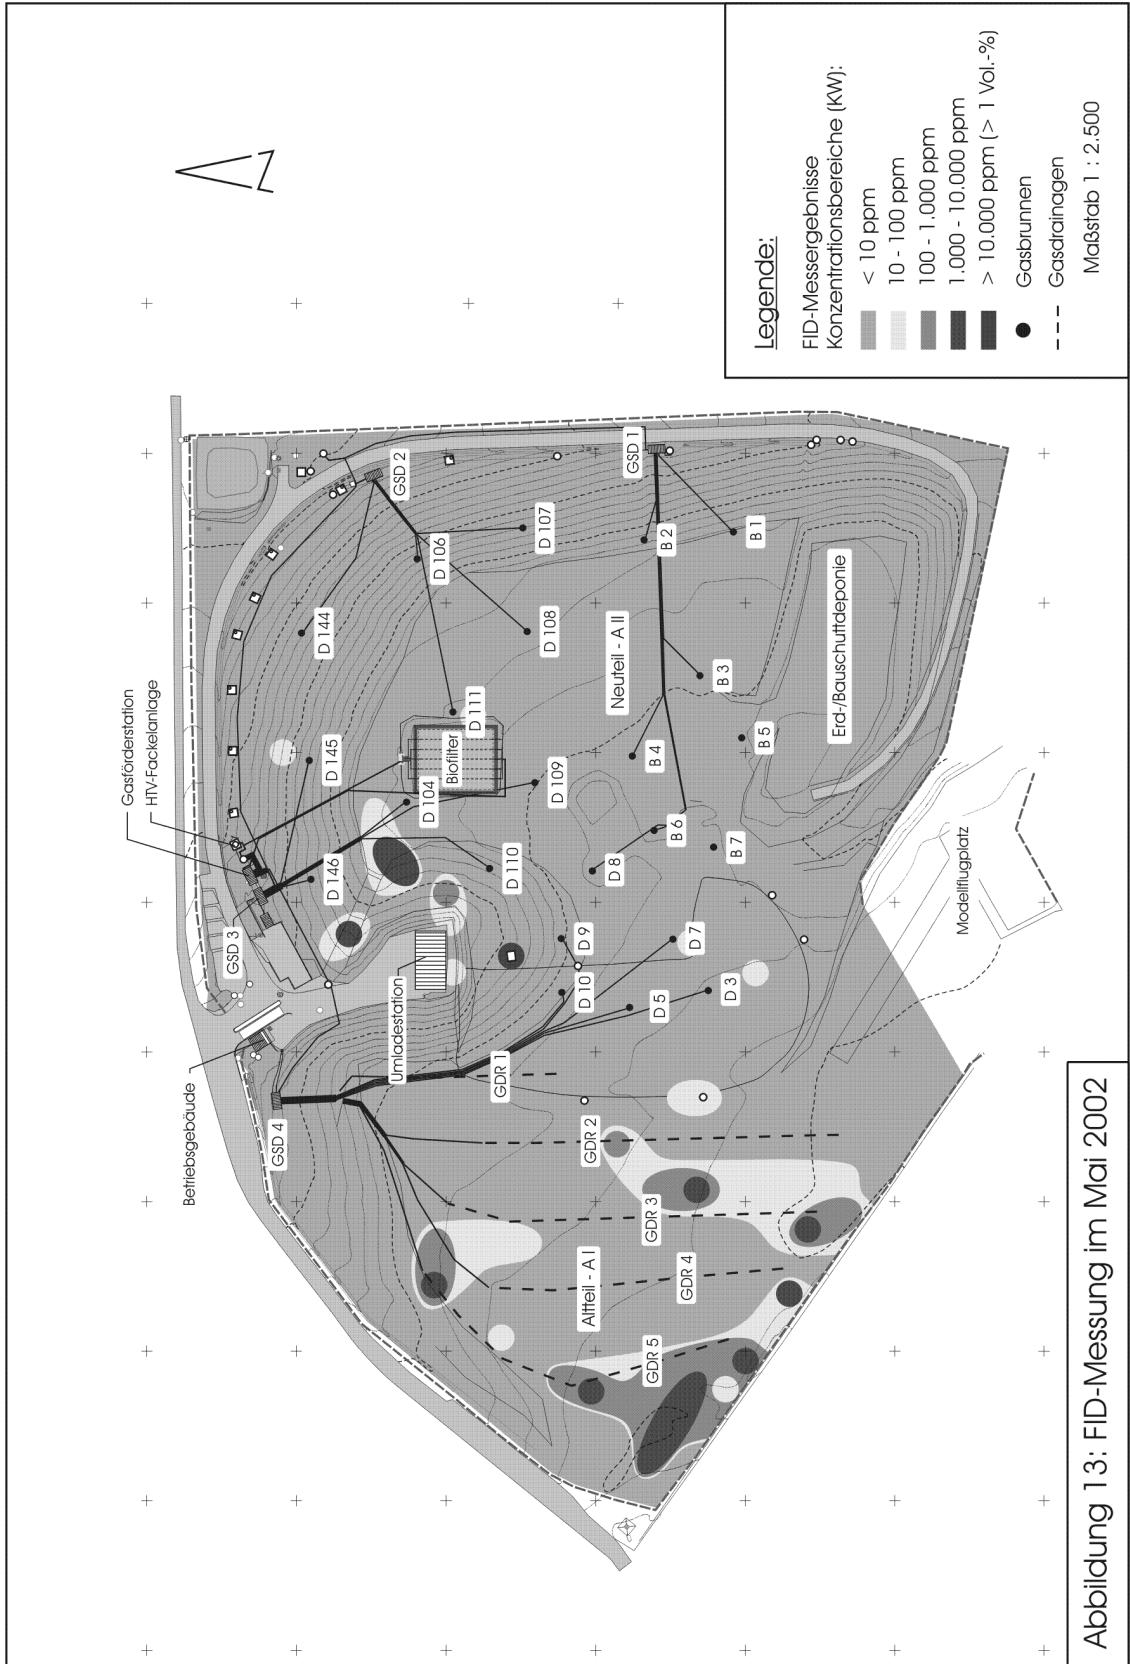 Gasförderstation
HTV-Fackelanlage
Betriebsgebäude
GSD 4
GSD 3
D 146
D 145
D 144
GSD 2
Umladestation
D 104
Biofilter
D 111
D 106
D 107
D 110
D 109
D 108
GDR 1
D 10
D 9
D 8
Neuteil - A II
GSD 1
Altteil - A I
GDR 2
D 5
D 7
B 6
B 4
B 2
GDR 5
GDR 4
GDR 3
D 3
B 7
B 5
B 3
B 1
Erd-/Bauschuttdeponie
Modellflugplatz
Legende:
FID-Messergebnisse
Konzentrationsbereiche (KW):
< 10 ppm
10 - 100 ppm
100 - 1.000 ppm
1.000 - 10.000 ppm
> 10.000 ppm (> 1 Vol.-%)
Gasbrunnen
Gasdrainagen
Maßstab 1 : 2.500
Abbildung 13: FID-Messung im Mai 2002